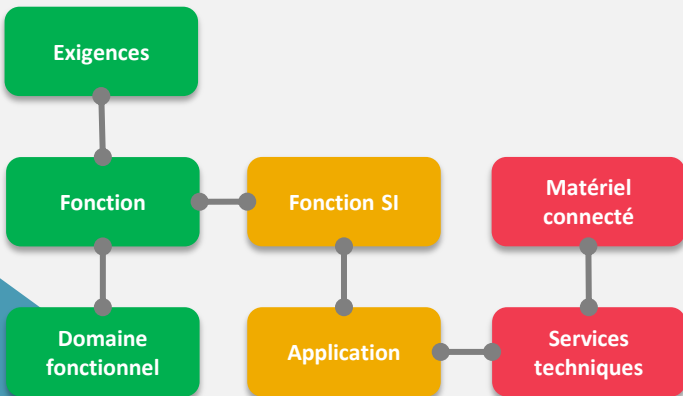 Exigences
Fonction
Fonction SI
Matériel
connecté
Domaine
fonctionnel
Application
Services
techniques